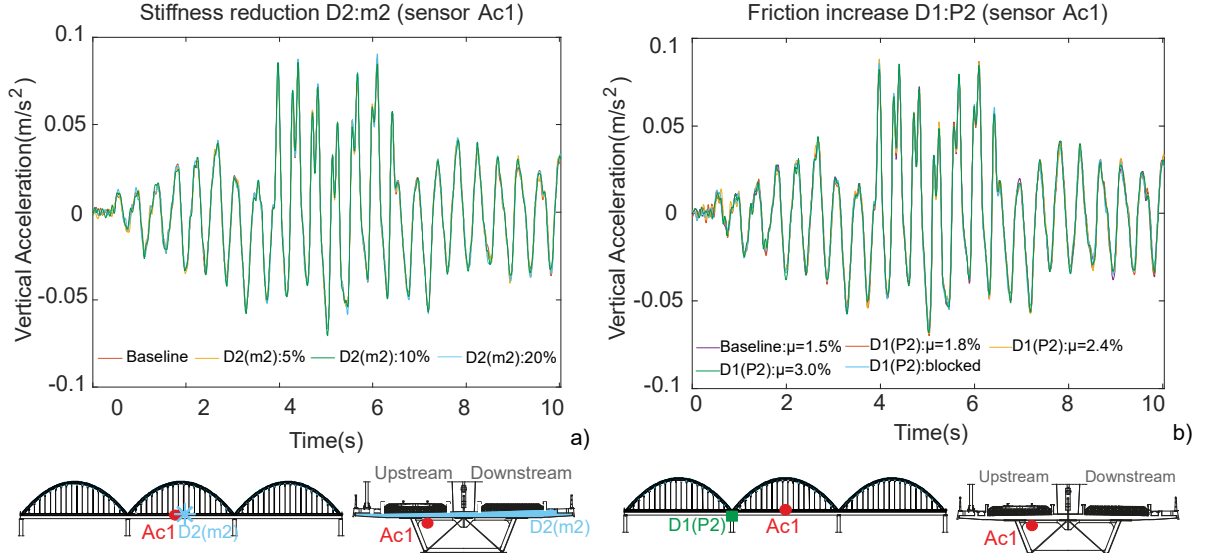 Stiffness reduction D2:m2 (sensor Ac1)
0.1
0.05
0
-0.05
-0.1
Vertical Acceleration(m/s²)
Baseline D2(m2):5% D2(m2):10% D2(m2):20%
0 2 4 6 8 10
Time(s)
a)
Ac1 D2(m2)
Upstream Downstream
D2(m2)
Ac1
Friction increase D1:P2 (sensor Ac1)
0.1
0.05
0
-0.05
-0.1
Vertical Acceleration(m/s²)
Baseline:μ=1.5% D1(P2):μ=1.8% D1(P2):μ=2.4%
D1(P2):μ=3.0% D1(P2):blocked
0 2 4 6 8 10
Time(s)
b)
D1(P2) Ac1
Upstream Downstream
Ac1